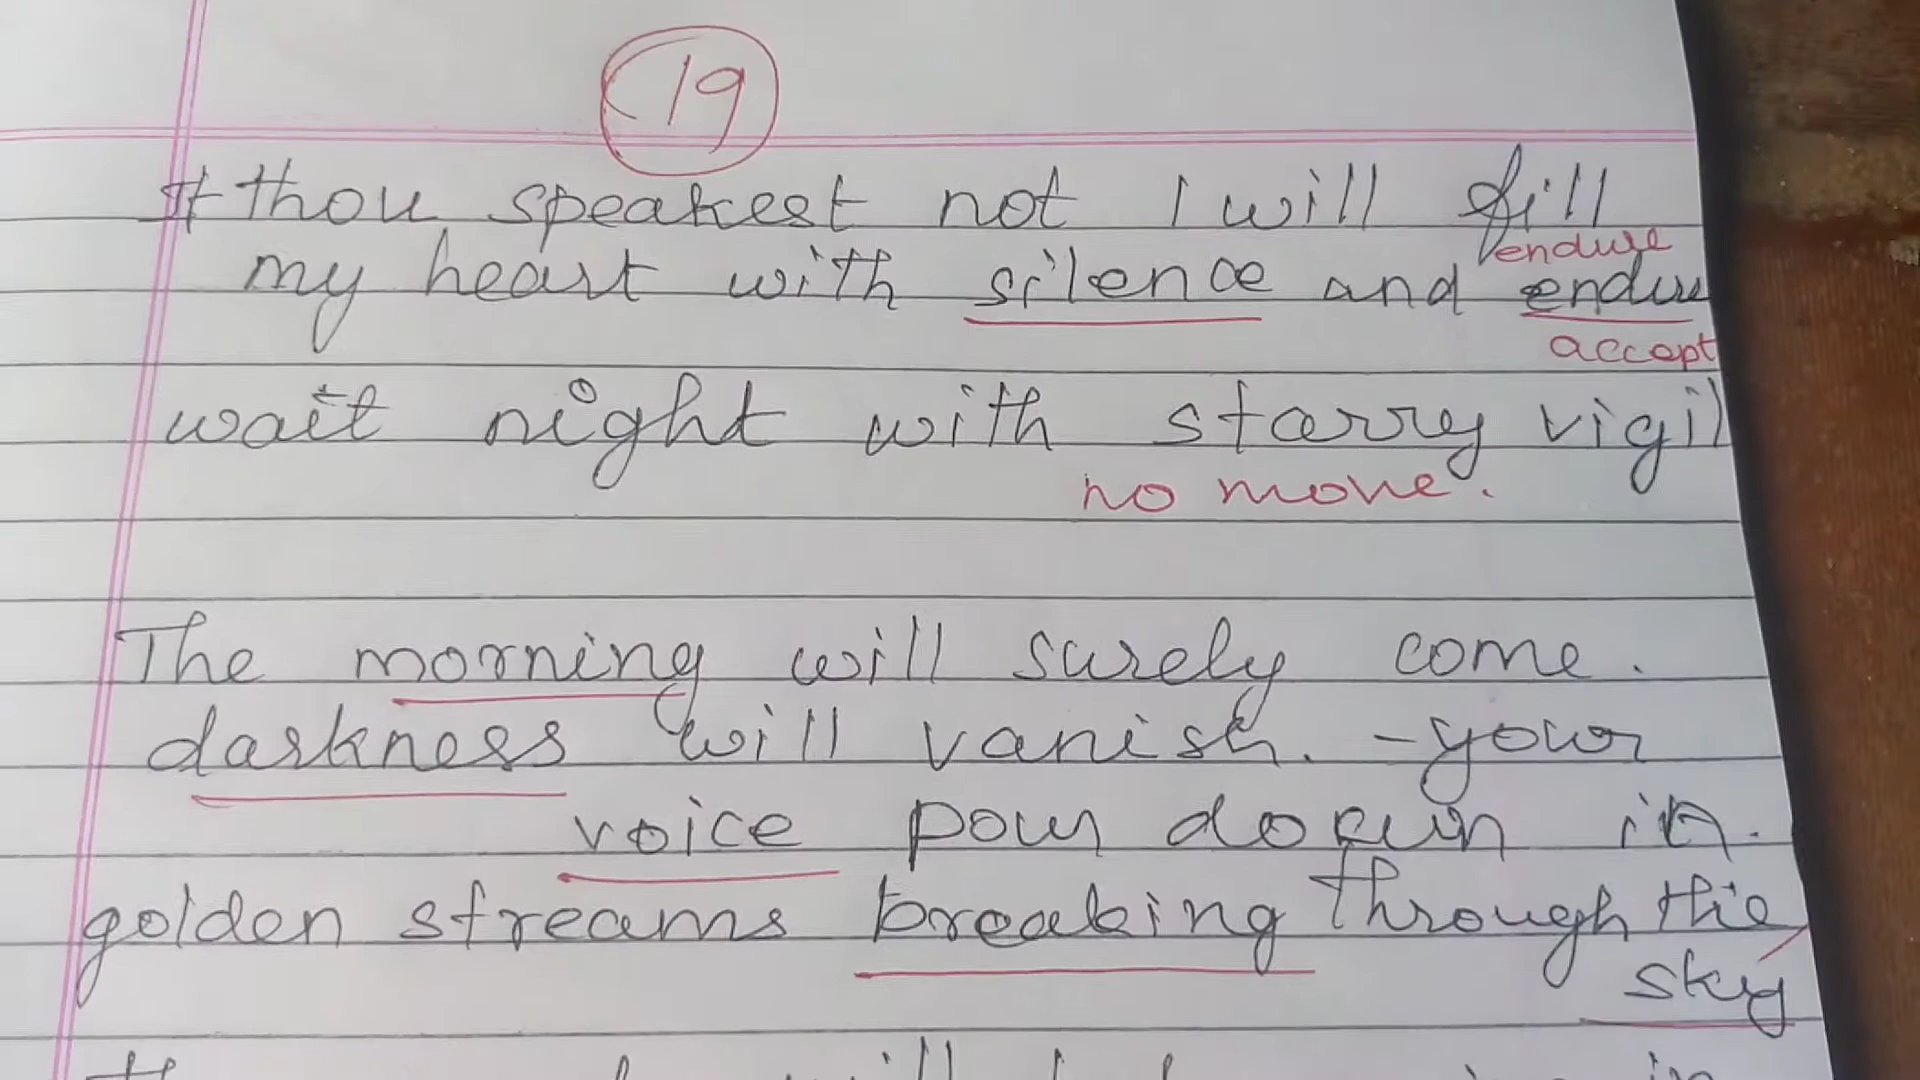 19
If thou speakest not I will fill
endure
my heart with silence and endure
accept
wait night with starry vigil
no move.
The morning will surely come.
darkness will vanish. - your
voice pour down in
golden streams breaking through the
sky